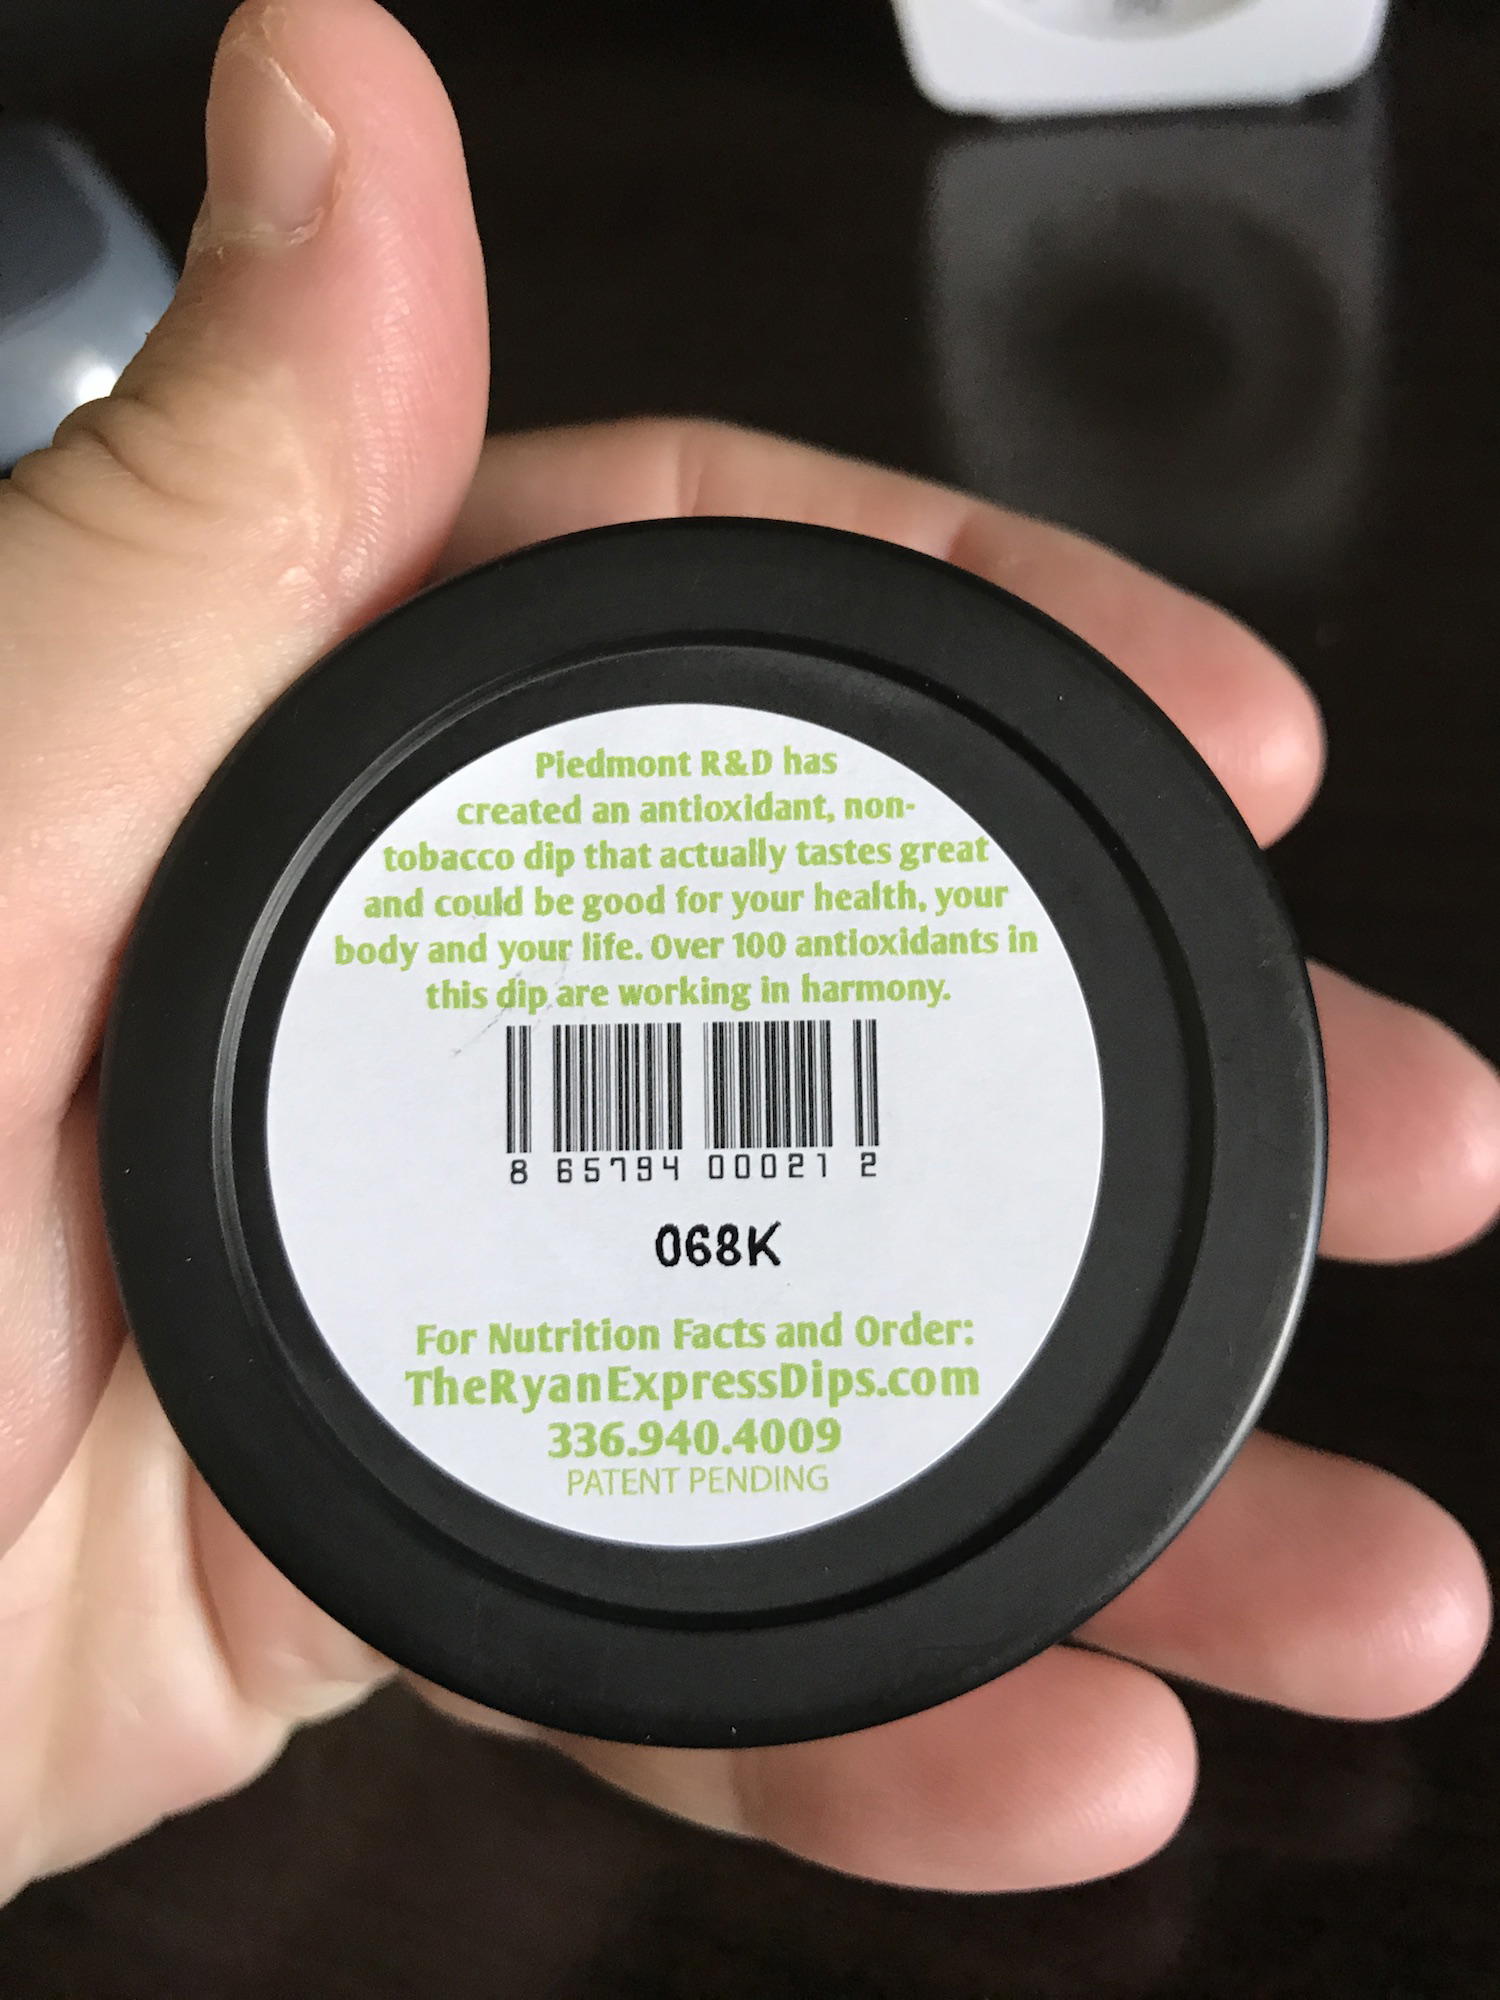 Piedmont R&D has
created an antioxidant, non-
tobacco dip that actually tastes great
and could be good for your health, your
body and your life. Over 100 antioxidants in
this dip are working in harmony.
8 65794 00021 2
068K
For Nutrition Facts and Order:
TheRyanExpressDips.com
336.940.4009
PATENT PENDING